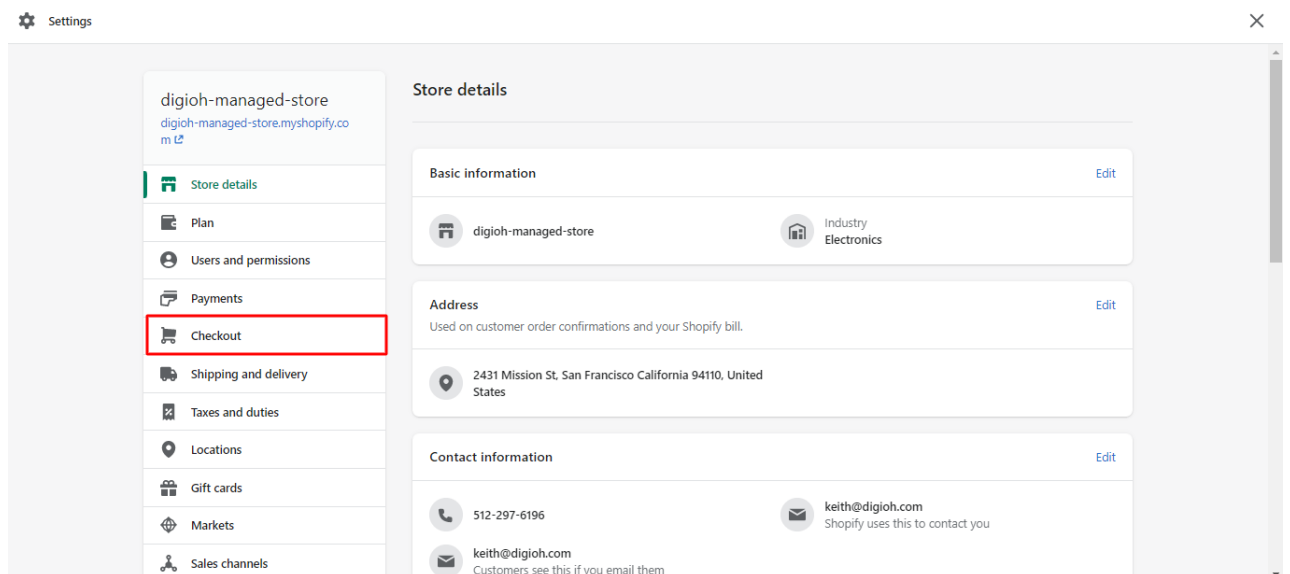 Settings
digioh-managed-store
digioh-managed-store.myshopify.co
m
Store details
Plan
Users and permissions
Payments
Checkout
Shipping and delivery
Taxes and duties
Locations
Gift cards
Markets
Sales channels
Store details
Basic information
Edit
digioh-managed-store
Industry
Electronics
Address
Edit
Used on customer order confirmations and your Shopify bill.
2431 Mission St, San Francisco California 94110, United
States
Contact information
Edit
512-297-6196
keith@digioh.com
Shopify uses this to contact you
keith@digioh.com
Customers see this if you email them